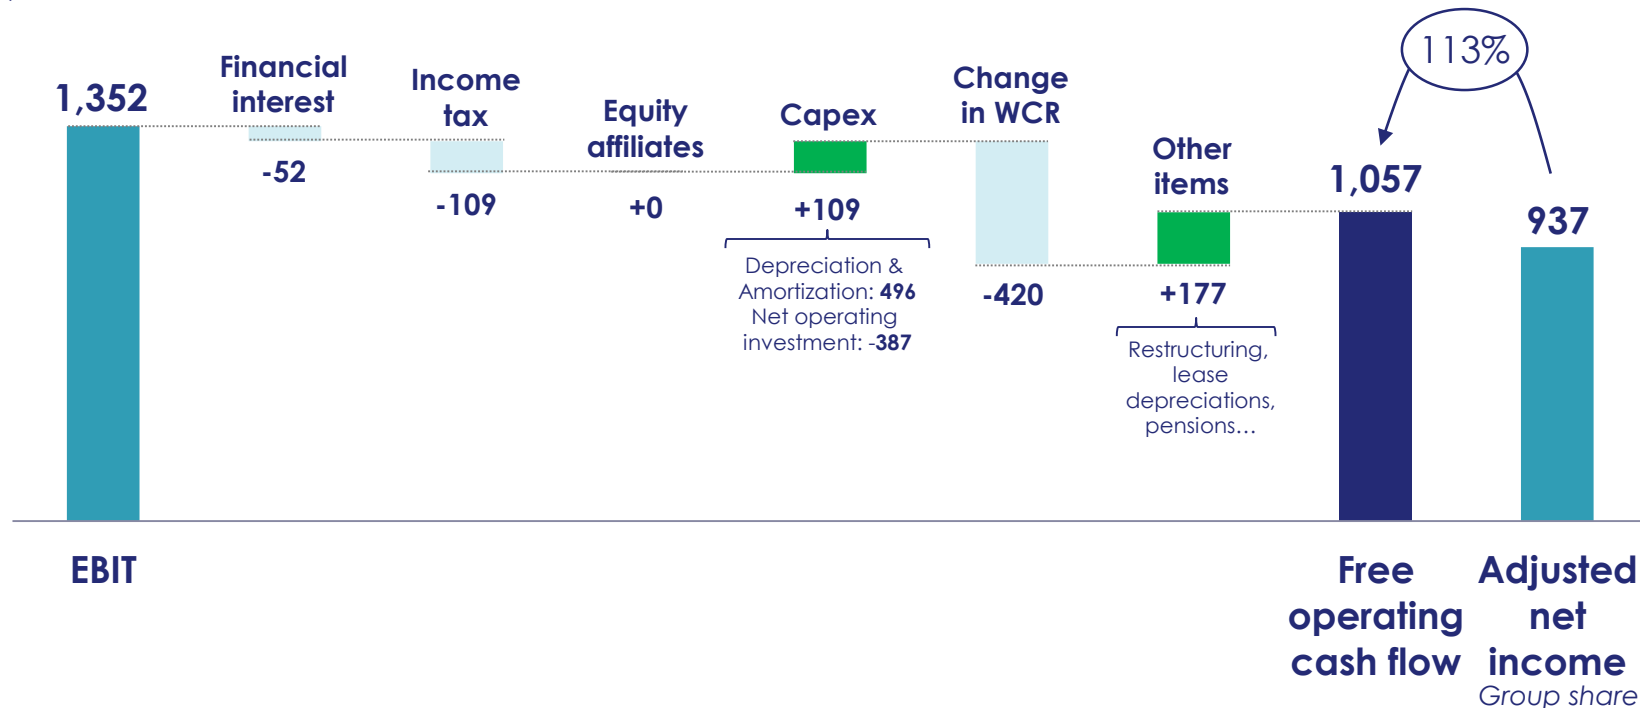 1,352
Financial
interest
-52
Income
tax
-109
Equity
affiliates
+0
Capex
+109
Depreciation &
Amortization: 496
Net operating
investment: -387
Change
in WCR
-420
Other
items
+177
Restructuring,
lease
depreciations,
pensions…
113%
1,057
937
EBIT
Free
operating
cash flow
Adjusted
net
income
Group share